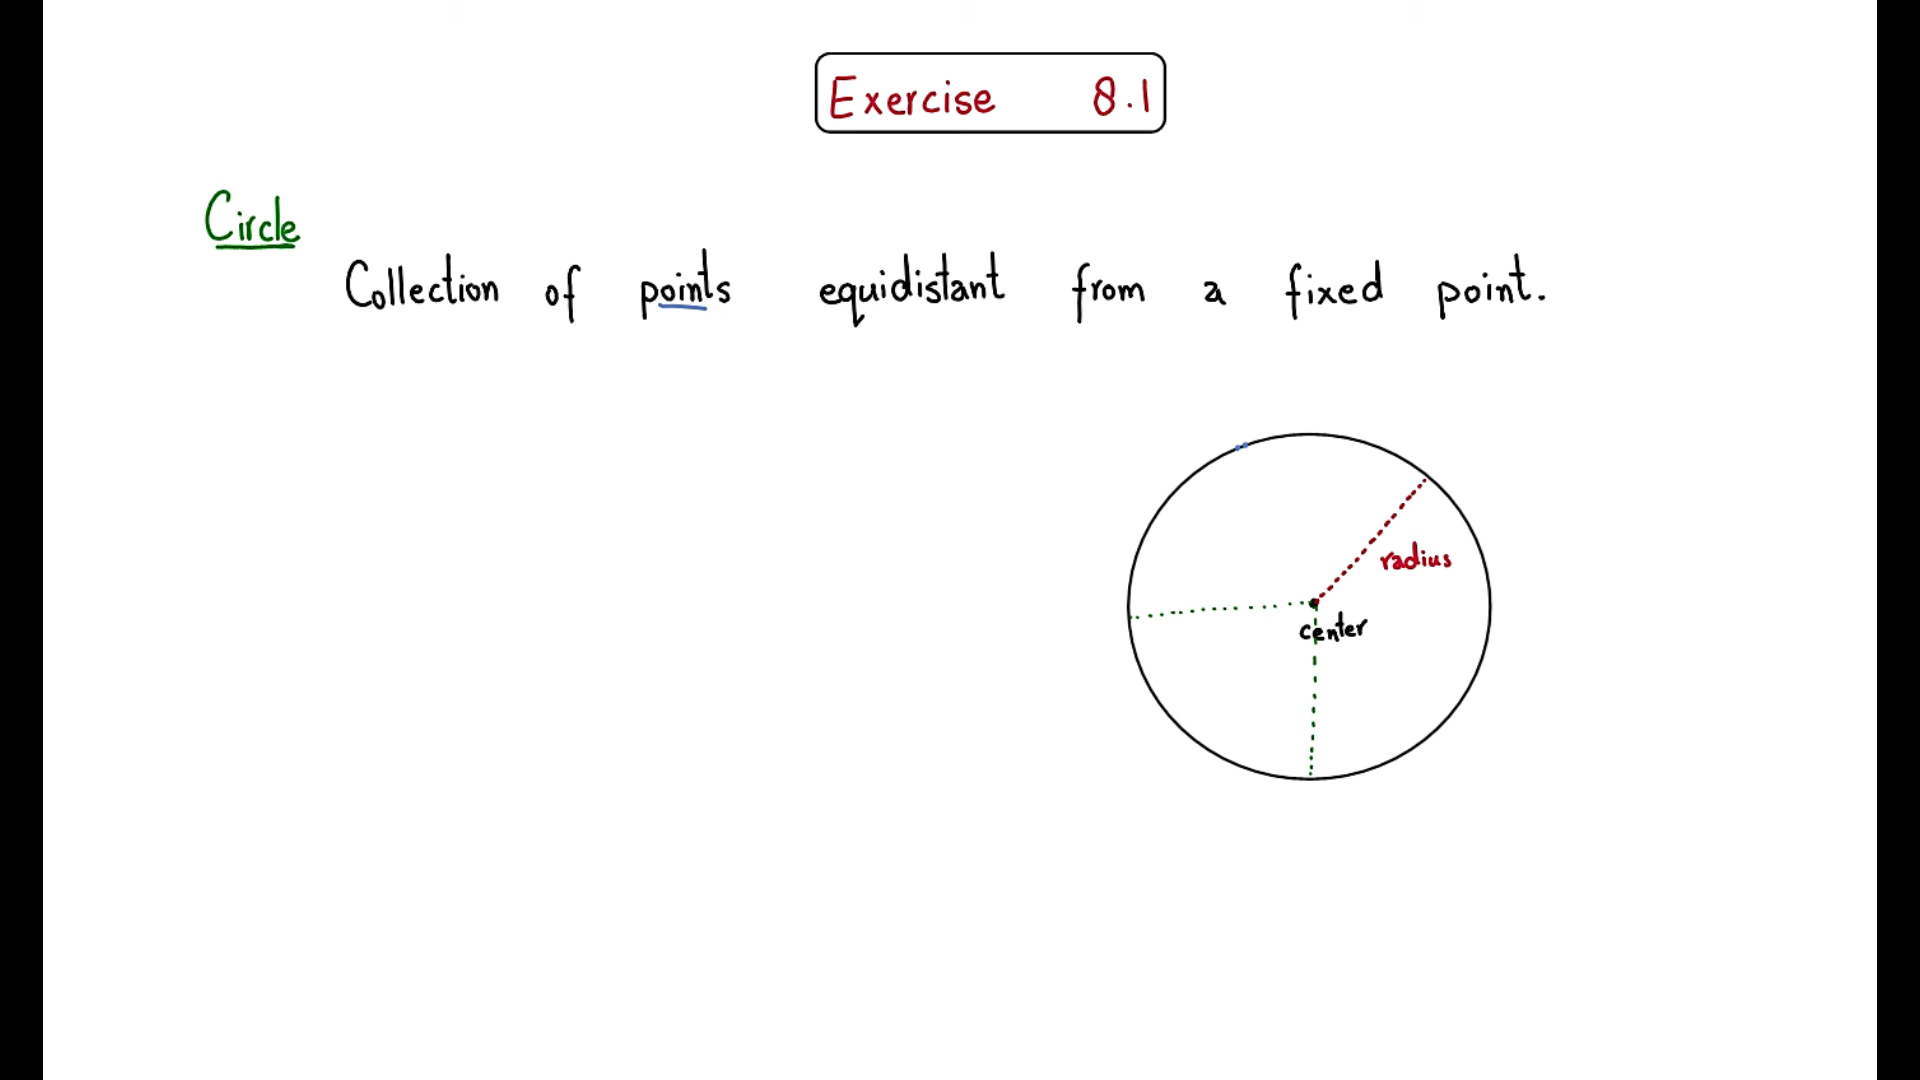 Exercise 8.1
Circle
Collection of points equidistant from a fixed point.
radius
center